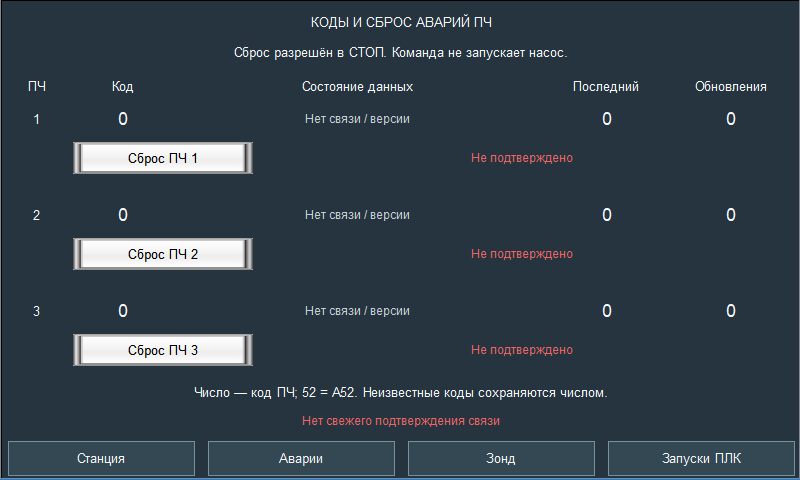 КОДЫ И СБРОС АВАРИЙ ПЧ
Сброс разрешён в СТОП. Команда не запускает насос.
ПЧ Код Состояние данных Последний Обновления
1 0 Нет связи / версии 0 0
Сброс ПЧ 1 Не подтверждено
2 0 Нет связи / версии 0 0
Сброс ПЧ 2 Не подтверждено
3 0 Нет связи / версии 0 0
Сброс ПЧ 3 Не подтверждено
Число — код ПЧ; 52 = A52. Неизвестные коды сохраняются числом.
Нет свежего подтверждения связи
Станция Аварии Зонд Запуски ПЛК